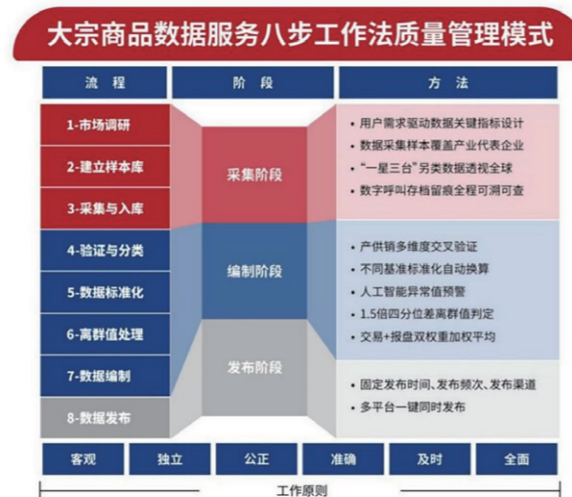 大宗商品数据服务八步工作法质量管理模式
流 程
阶 段
方 法
1-市场调研
2-建立样本库
3-采集与入库
4-验证与分类
5-数据标准化
6-离群值处理
7-数据编制
8-数据发布
采集阶段
编制阶段
发布阶段
• 用户需求驱动数据关键指标设计
• 数据采集样本覆盖产业代表企业
• “一星三台”另类数据透视全球
• 数字呼叫存档留痕全程可溯可查
• 产供销多维度交叉验证
• 不同基准标准化自动换算
• 人工智能异常值预警
• 1.5倍四分位差离群值判定
• 交易+报盘双权重加权平均
• 固定发布时间、发布频次、发布渠道
• 多平台一键同时发布
客观
独立
公正
准确
及时
全面
工作原则